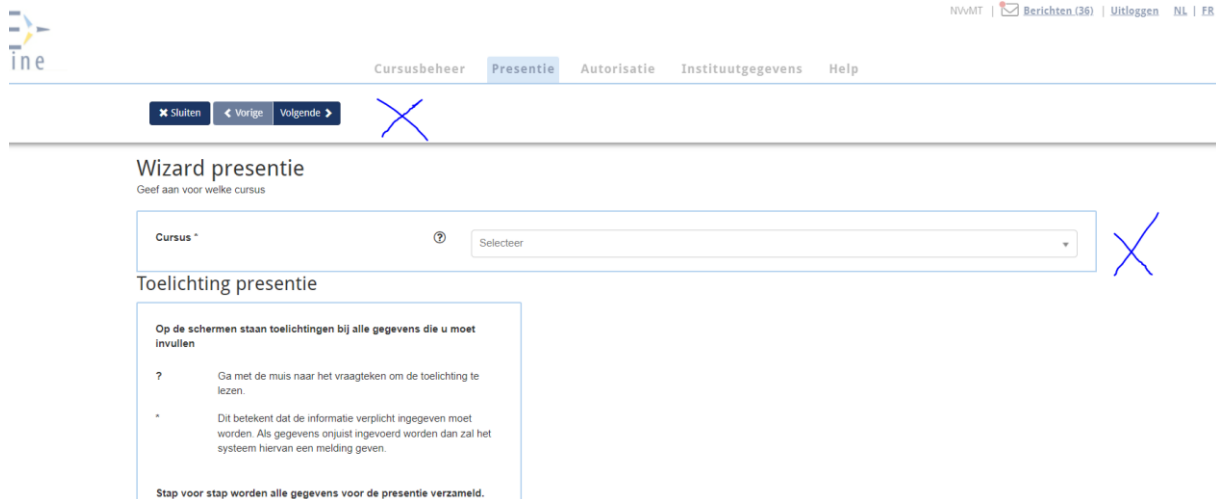 NVvMT | Berichten (36) | Uitloggen NL | FR
ine
Cursusbeheer Presentie Autorisatie Instituutgegevens Help
Sluiten Vorige Volgende
Wizard presentie
Geef aan voor welke cursus
Cursus * ? Selecteer
Toelichting presentie
Op de schermen staan toelichtingen bij alle gegevens die u moet
invullen
? Ga met de muis naar het vraagteken om de toelichting te
lezen.
* Dit betekent dat de informatie verplicht ingegeven moet
worden. Als gegevens onjuist ingevoerd worden dan zal het
systeem hiervan een melding geven.
Stap voor stap worden alle gegevens voor de presentie verzameld.